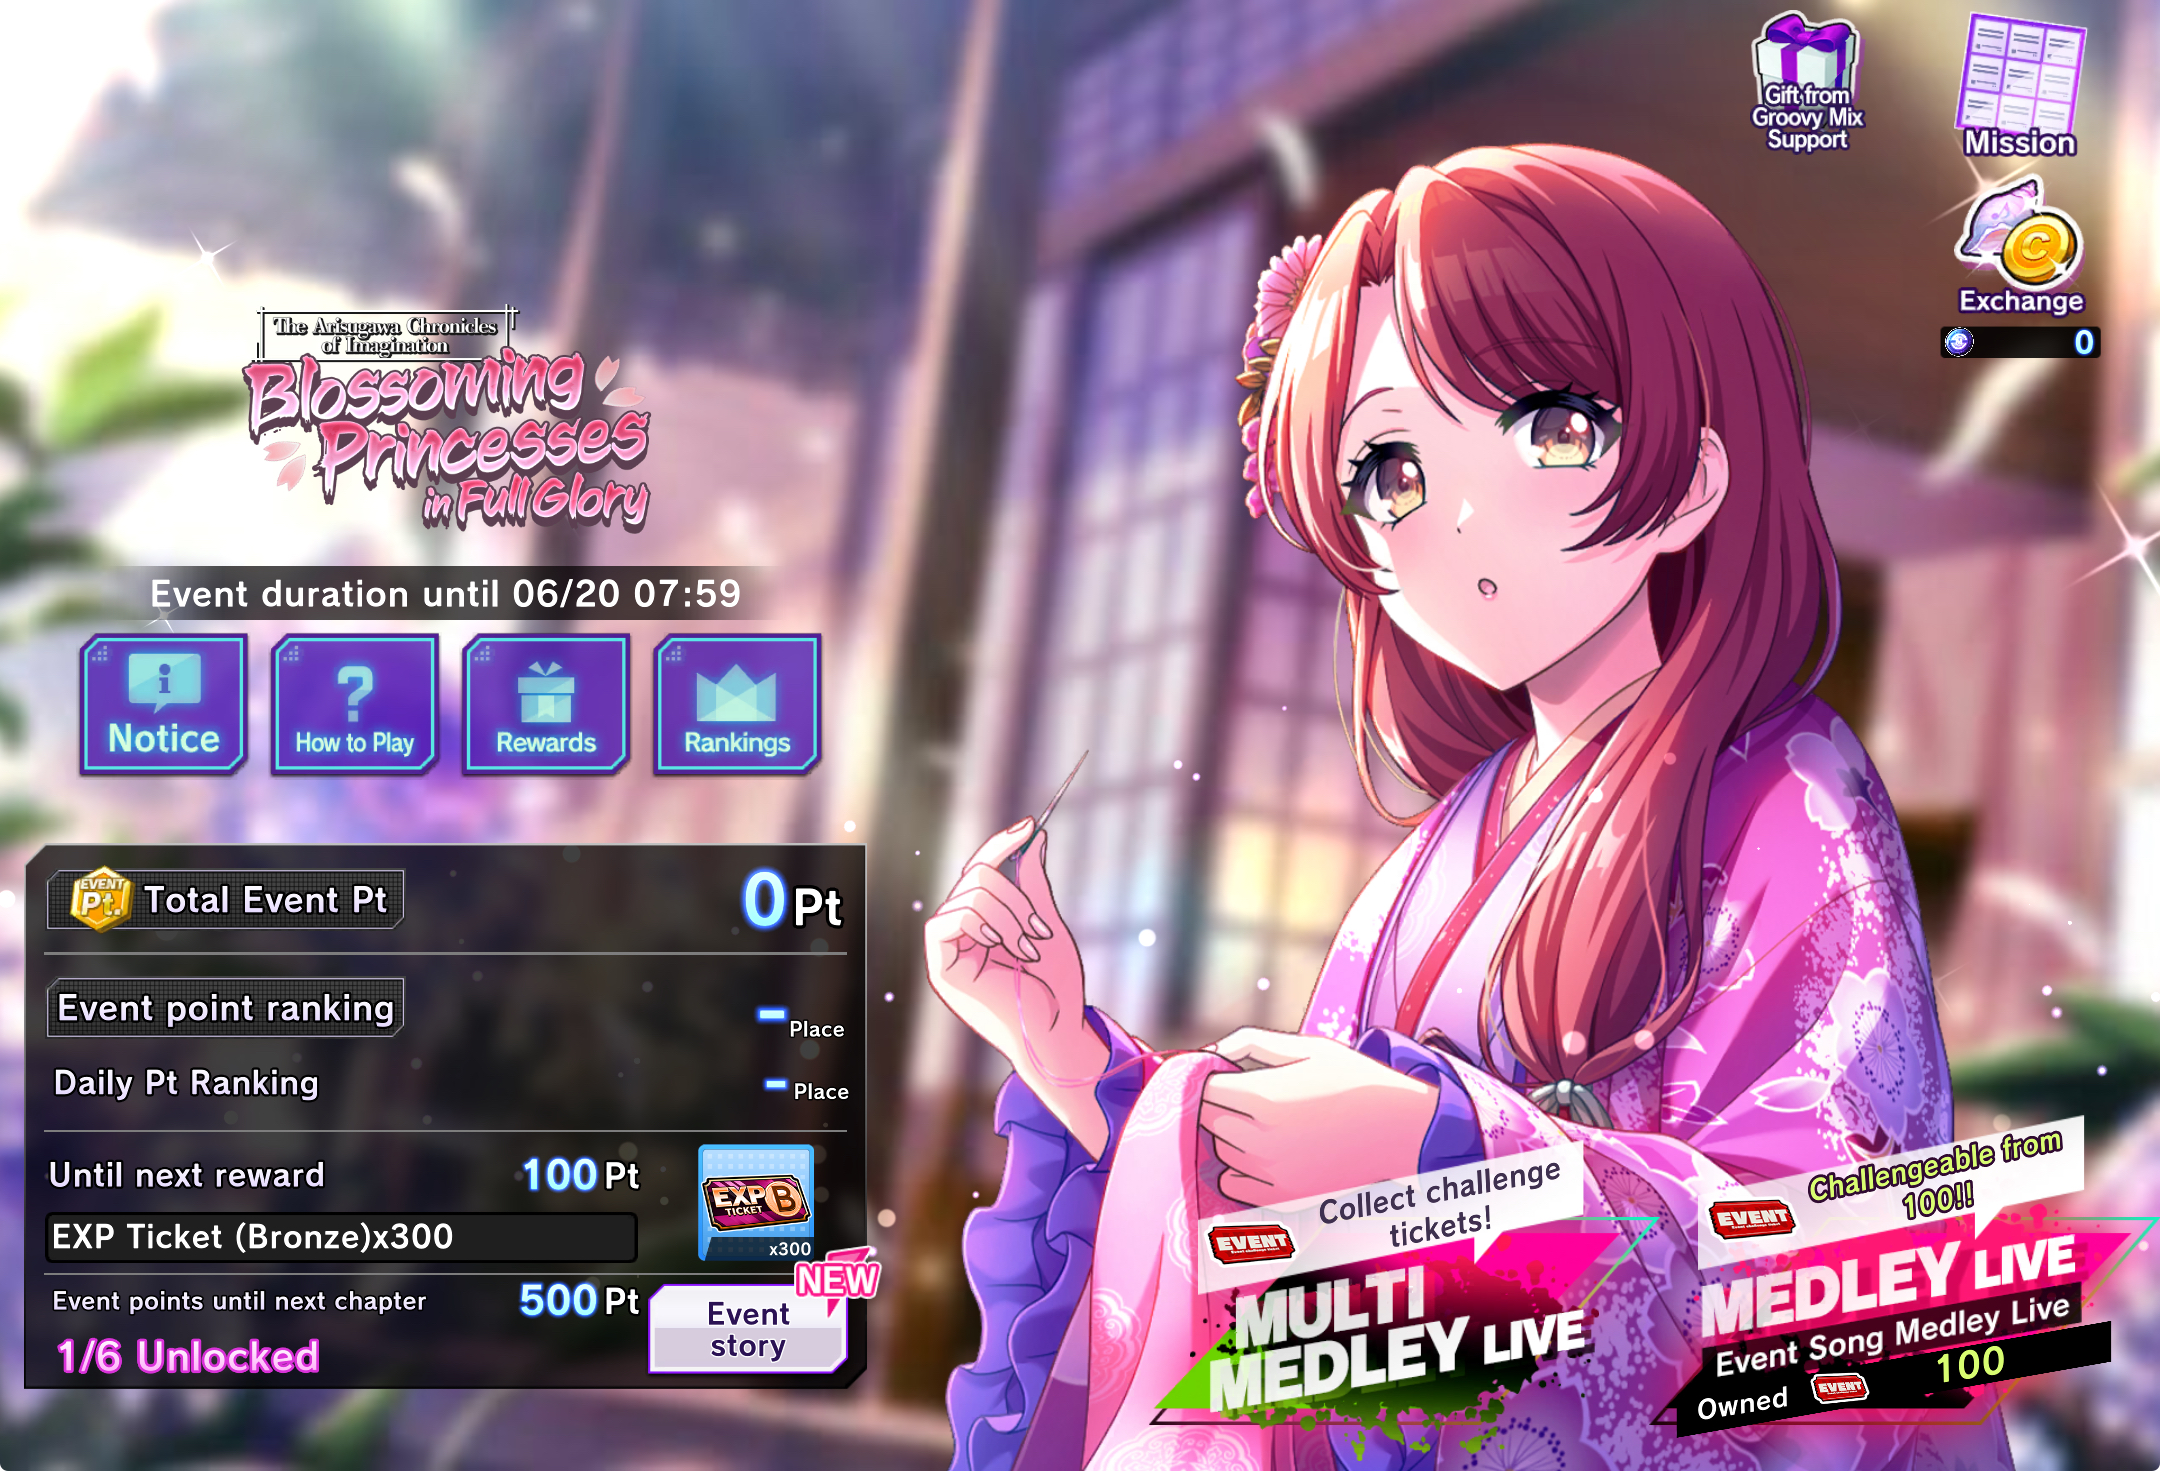 Gift from
Groovy Mix
Support
Mission
Exchange
0
The Arisugawa Chronicles
of Imagination
Blossoming
Princesses
in Full Glory
Event duration until 06/20 07:59
Notice
How to Play
Rewards
Rankings
EVENT
Pt.
Total Event Pt
0 Pt
Event point ranking
- Place
Daily Pt Ranking
- Place
Until next reward
100 Pt
EXP Ticket (Bronze)x300
EXP
TICKET
B
x300
Event points until next chapter
500 Pt
1/6 Unlocked
NEW
Event
story
EVENT
Collect challenge
tickets!
MULTI
MEDLEY LIVE
EVENT
Challengeable from
100!!
MEDLEY LIVE
Event Song Medley Live
Owned
EVENT
100